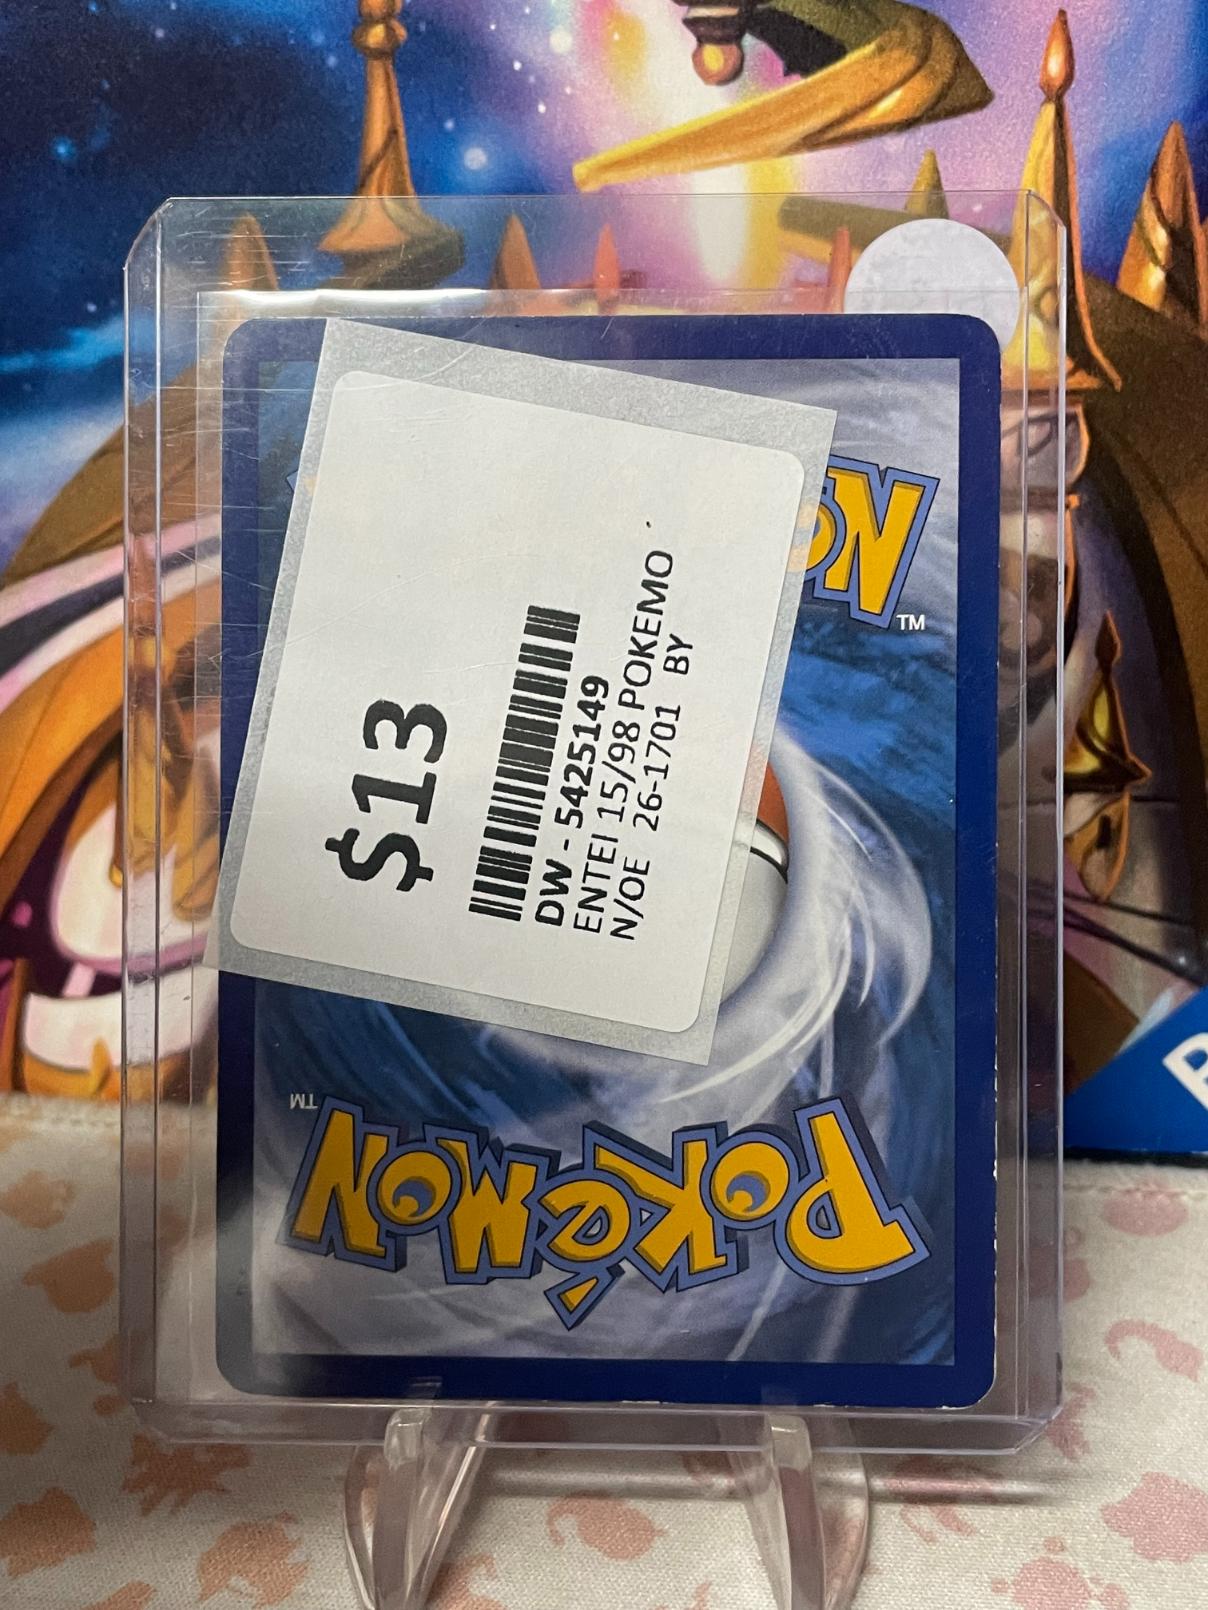 $13
DW - 5425149
ENTEI 15/98 POKEMO
N/OE 26-1701 BY
TM
Pokémon
TM